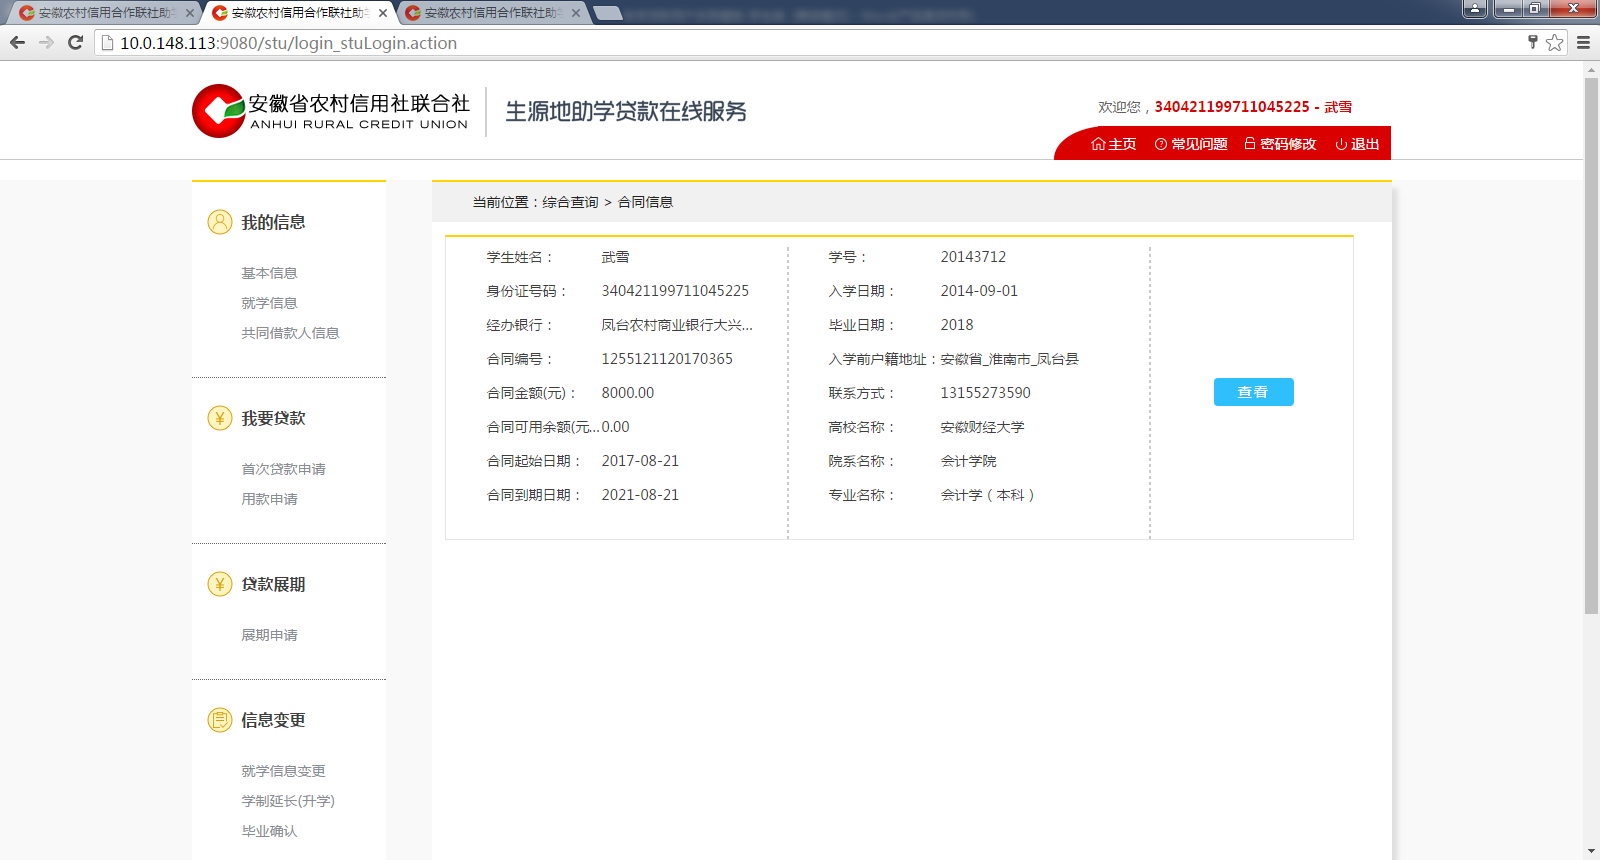 安徽农村信用合作联社助学
安徽农村信用合作联社助学
安徽农村信用合作联社助学
10.0.148.113:9080/stu/login_stuLogin.action
安徽省农村信用社联合社
ANHUI RURAL CREDIT UNION
生源地助学贷款在线服务
欢迎您，340421199711045225 - 武雪
主页 常见问题 密码修改 退出
我的信息
基本信息
就学信息
共同借款人信息
我要贷款
首次贷款申请
用款申请
贷款展期
展期申请
信息变更
就学信息变更
学制延长(升学)
毕业确认
当前位置：综合查询 > 合同信息
学生姓名： 武雪 学号： 20143712
身份证号码： 340421199711045225 入学日期： 2014-09-01
经办银行： 凤台农村商业银行大兴... 毕业日期： 2018
合同编号： 1255121120170365 入学前户籍地址：安徽省_淮南市_凤台县
合同金额(元)： 8000.00 联系方式： 13155273590
合同可用余额(元...0.00 高校名称： 安徽财经大学
合同起始日期： 2017-08-21 院系名称： 会计学院
合同到期日期： 2021-08-21 专业名称： 会计学（本科）
查看